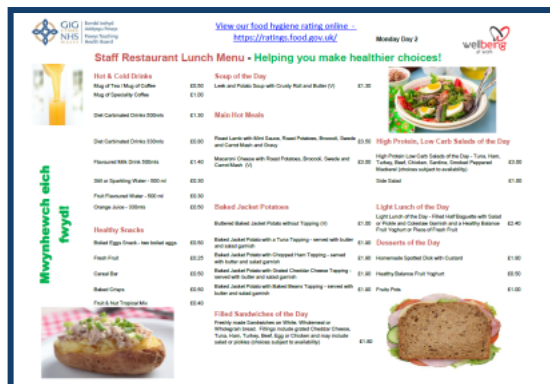 GIG
NHS
Bwrdd Iechyd
Addysgu Powys
Powys Teaching
Health Board
View our food hygiene rating online -
https://ratings.food.gov.uk/
Monday Day 2
wellbeing
at work
Staff Restaurant Lunch Menu - Helping you make healthier choices!
Mwynhewch eich
fwyd!
Hot & Cold Drinks
Mug of Tea / Mug of Coffee £0.50
Mug of Speciality Coffee £1.00
Diet Carbinated Drinks 500mls £1.30
Diet Carbinated Drinks 330mls
Flavoured Milk Drink 500mls £1.40
Still or Sparkling Water - 500 ml £0.30
Fruit Flavoured Water - 500 ml £0.30
Orange Juice £0.50
Healthy Snacks
Boiled Eggs Snack - two boiled eggs £0.50
Fresh Fruit £0.25
Cereal Bar £0.50
Baked Crisps £0.60
Fruit & Nut Tropical Mix £0.40
Soup of the Day
Leek and Potato Soup with Crusty Roll and Butter (V) £1.30
Main Hot Meals
Roast Lamb with Mint Sauce, Roast Potatoes, Broccoli, Swede
and Carrot Mash and Gravy
Macaroni Cheese with Roast Potatoes, Broccoli, Swede and
Carrot Mash (V)
Baked Jacket Potatoes
Buttered Baked Jacket Potato without Topping (V) £1.00
Baked Jacket Potato with a Tuna Topping - served with butter
and salad garnish £1.90
Baked Jacket Potato with Chopped Ham Topping - served
with butter and salad garnish £1.90
Baked Jacket Potato with Grated Cheddar Cheese Topping -
served with butter and salad garnish £1.90
Baked Jacket Potato with Baked Beans Topping - served with
butter and salad garnish £1.90
Filled Sandwiches of the Day
Freshly made Sandwiches on White, Wholemeal or
Wholegrain bread. Fillings include grated Cheddar Cheese,
Tuna, Ham, Turkey, Beef, Egg or Chicken and may include
salad or pickles (choices subject to availability) £1.80
High Protein, Low Carb Salads of the Day
High Protein Low Carb Salads of the Day - Tuna, Ham,
Turkey, Beef, Chicken, Sardine, Smoked Peppered
Mackerel (choices subject to availability)
Side Salad £1.00
Light Lunch of the Day
Light Lunch of the Day - Filled Half Baguette with Salad
or Pickle and Coleslaw Garnish and a Healthy Balance
Fruit Yoghurt or Piece of Fresh Fruit £2.40
Desserts of the Day
Homemade Spotted Dick with Custard £1.90
Healthy Balance Fruit Yoghurt £0.50
Fruity Pots £1.00